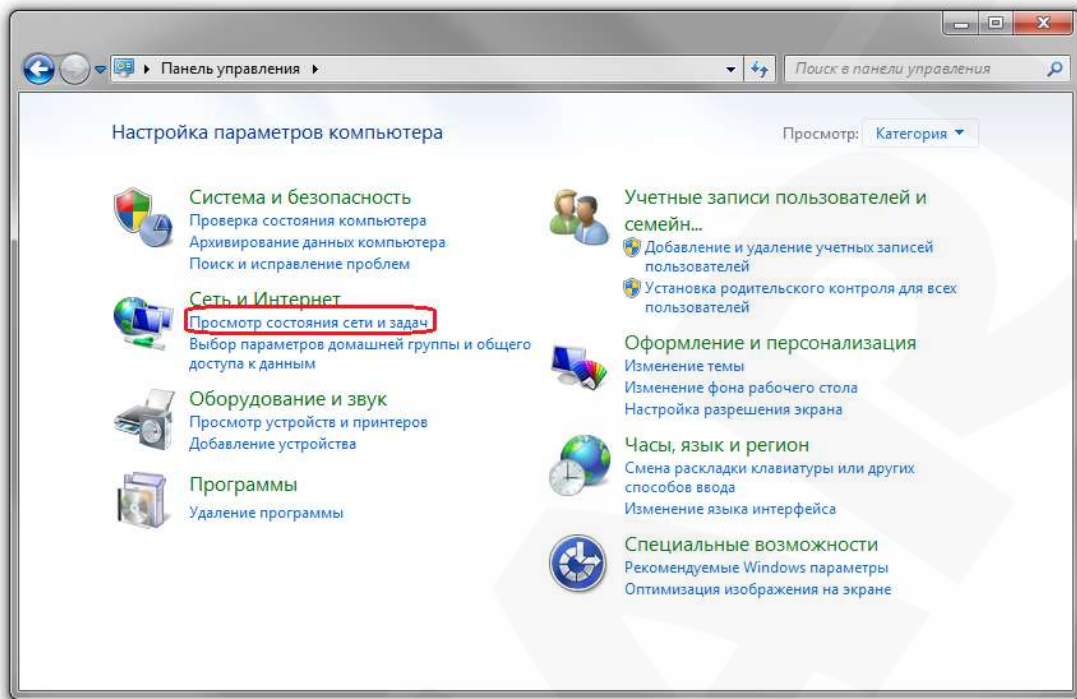 Панель управления
Поиск в панели управления
Настройка параметров компьютера
Просмотр: Категория
Система и безопасность
Проверка состояния компьютера
Архивирование данных компьютера
Поиск и исправление проблем
Сеть и Интернет
Просмотр состояния сети и задач
Выбор параметров домашней группы и общего
доступа к данным
Оборудование и звук
Просмотр устройств и принтеров
Добавление устройства
Программы
Удаление программы
Учетные записи пользователей и
семейн...
Добавление и удаление учетных записей
пользователей
Установка родительского контроля для всех
пользователей
Оформление и персонализация
Изменение темы
Изменение фона рабочего стола
Настройка разрешения экрана
Часы, язык и регион
Смена раскладки клавиатуры или других
способов ввода
Изменение языка интерфейса
Специальные возможности
Рекомендуемые Windows параметры
Оптимизация изображения на экране